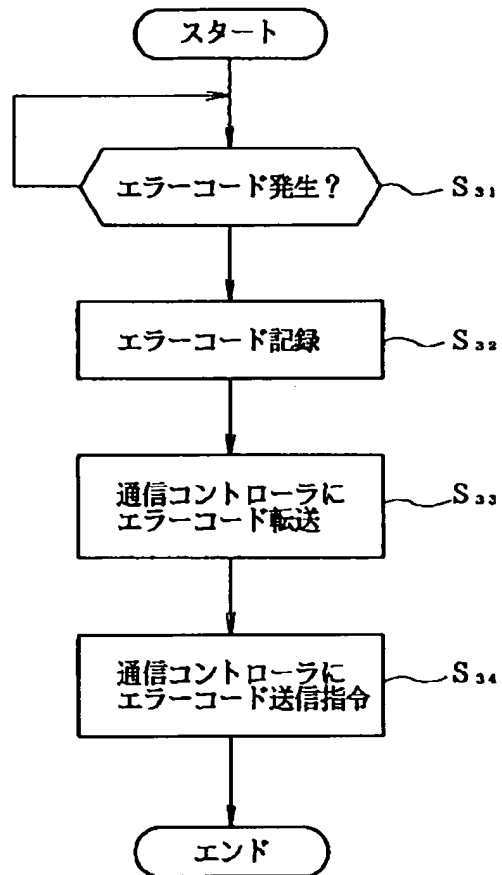 スタート
エラーコード発生？
S₃₁
エラーコード記録
S₃₂
通信コントローラに
エラーコード転送
S₃₃
通信コントローラに
エラーコード送信指令
S₃₄
エンド